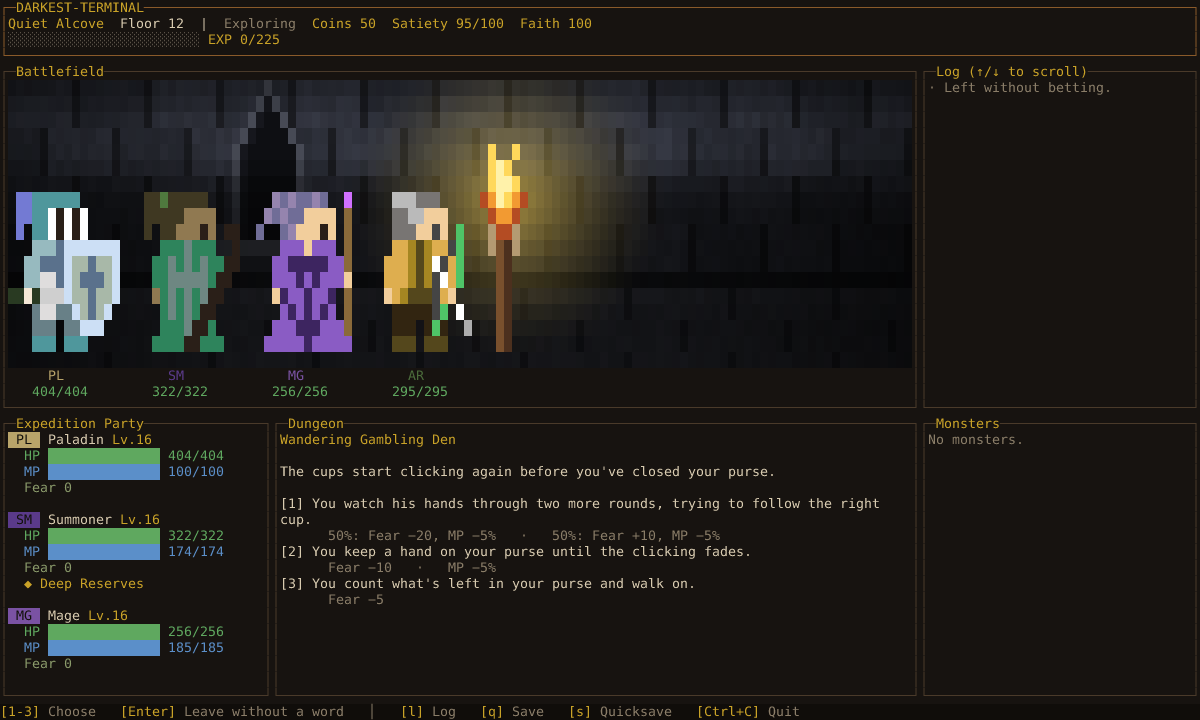 DARKEST-TERMINAL
Quiet Alcove  Floor 12  |  Exploring  Coins 50  Satiety 95/100  Faith 100
EXP 0/225
Battlefield
Log (↑/↓ to scroll)
· Left without betting.
PL SM MG AR
404/404 322/322 256/256 295/295
Expedition Party
PL Paladin Lv.16
HP 404/404
MP 100/100
Fear 0
SM Summoner Lv.16
HP 322/322
MP 174/174
Fear 0
◆ Deep Reserves
MG Mage Lv.16
HP 256/256
MP 185/185
Fear 0
Dungeon
Wandering Gambling Den
The cups start clicking again before you've closed your purse.
[1] You watch his hands through two more rounds, trying to follow the right
cup.
50%: Fear −20, MP −5%  ·  50%: Fear +10, MP −5%
[2] You keep a hand on your purse until the clicking fades.
Fear −10  ·  MP −5%
[3] You count what's left in your purse and walk on.
Fear −5
Monsters
No monsters.
[1-3] Choose  [Enter] Leave without a word  │  [l] Log  [q] Save  [s] Quicksave  [Ctrl+C] Quit